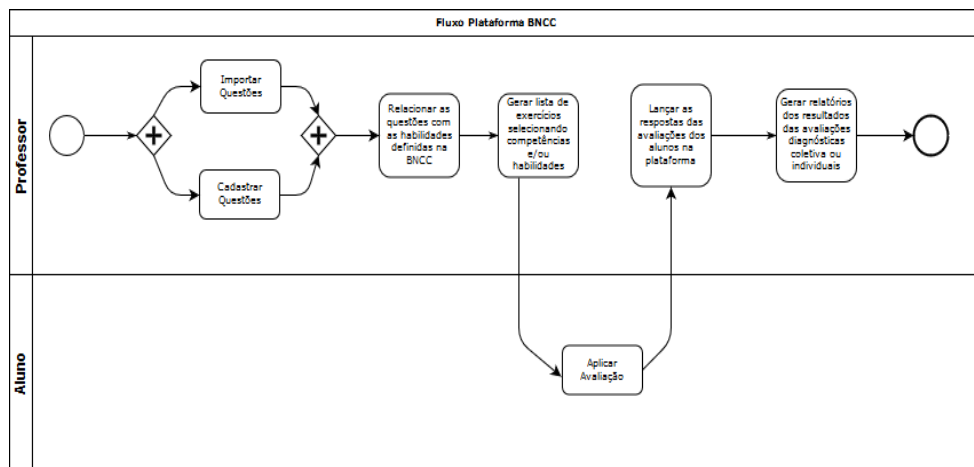 Fluxo Plataforma BNCC
Professor
Importar
Questões
Cadastrar
Questões
Relacionar as
questões com
as habilidades
definidas na
BNCC
Gerar lista de
exercícios
selecionando
competências
e/ou
habilidades
Lançar as
respostas das
avaliações dos
alunos na
plataforma
Gerar relatórios
dos resultados
das avaliações
diagnósticas
coletiva ou
individuais
Aluno
Aplicar
Avaliação